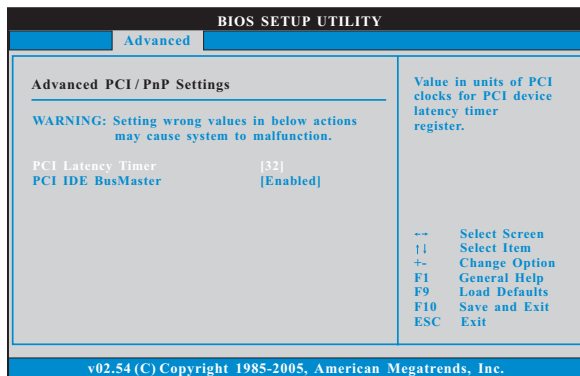 BIOS SETUP UTILITY
Advanced
Advanced PCI / PnP Settings
WARNING: Setting wrong values in below actions
may cause system to malfunction.
PCI Latency Timer [32]
PCI IDE BusMaster [Enabled]
Value in units of PCI
clocks for PCI device
latency timer
register.
←→ Select Screen
↑↓ Select Item
+- Change Option
F1 General Help
F9 Load Defaults
F10 Save and Exit
ESC Exit
v02.54 (C) Copyright 1985-2005, American Megatrends, Inc.